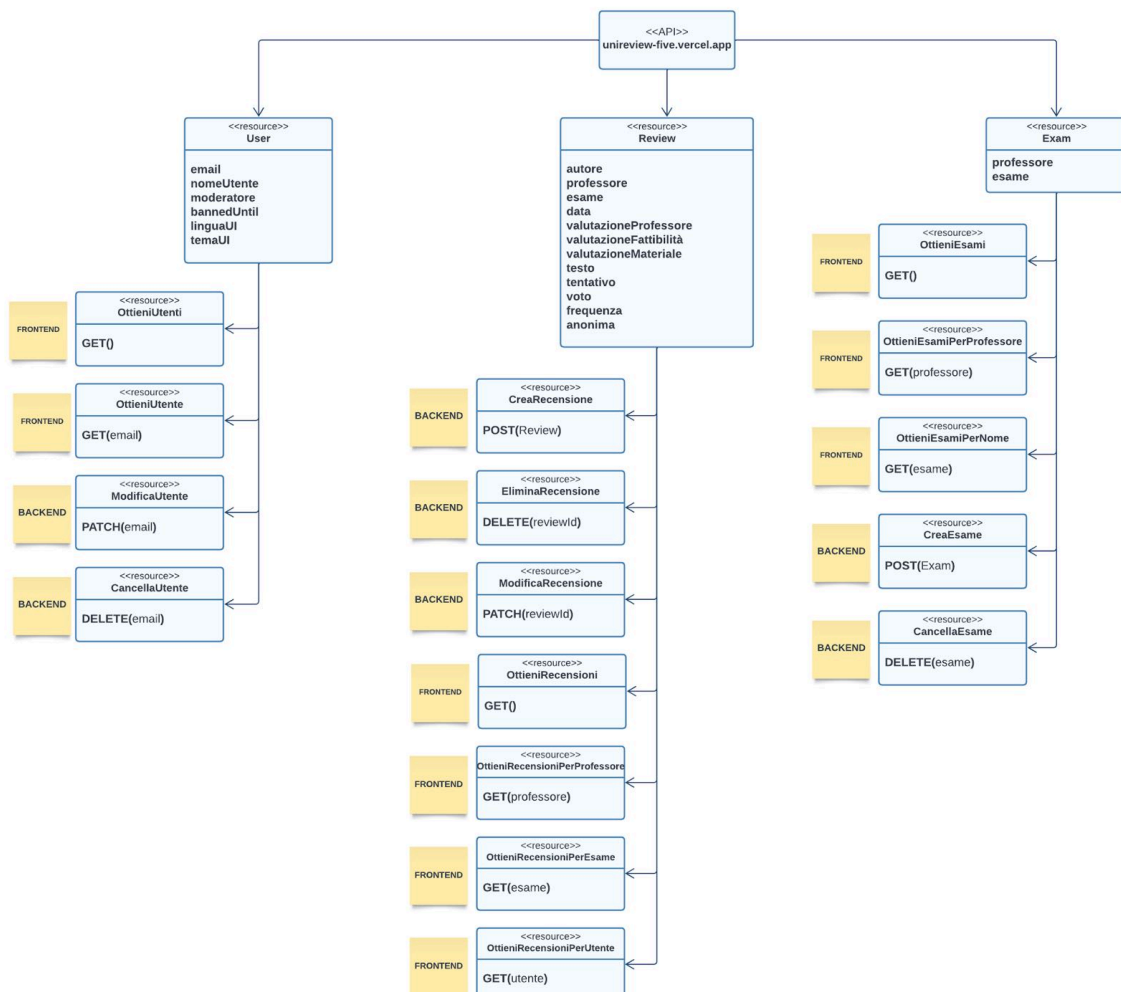 <<API>>
unireview-five.vercel.app
<<resource>>
User
email
nomeUtente
moderatore
bannedUntil
linguaUI
temaUI
FRONTEND
<<resource>>
OttieniUtenti
GET()
FRONTEND
<<resource>>
OttieniUtente
GET(email)
BACKEND
<<resource>>
ModificaUtente
PATCH(email)
BACKEND
<<resource>>
CancellaUtente
DELETE(email)
<<resource>>
Review
autore
professore
esame
data
valutazioneProfessore
valutazioneFattibilità
valutazioneMateriale
testo
tentativo
voto
frequenza
anonima
BACKEND
<<resource>>
CreaRecensione
POST(Review)
BACKEND
<<resource>>
EliminaRecensione
DELETE(reviewId)
BACKEND
<<resource>>
ModificaRecensione
PATCH(reviewId)
FRONTEND
<<resource>>
OttieniRecensioni
GET()
FRONTEND
<<resource>>
OttieniRecensioniPerProfessore
GET(professore)
FRONTEND
<<resource>>
OttieniRecensioniPerEsame
GET(esame)
FRONTEND
<<resource>>
OttieniRecensioniPerUtente
GET(utente)
<<resource>>
Exam
professore
esame
FRONTEND
<<resource>>
OttieniEsami
GET()
FRONTEND
<<resource>>
OttieniEsamiPerProfessore
GET(professore)
FRONTEND
<<resource>>
OttieniEsamiPerNome
GET(esame)
BACKEND
<<resource>>
CreaEsame
POST(Exam)
BACKEND
<<resource>>
CancellaEsame
DELETE(esame)